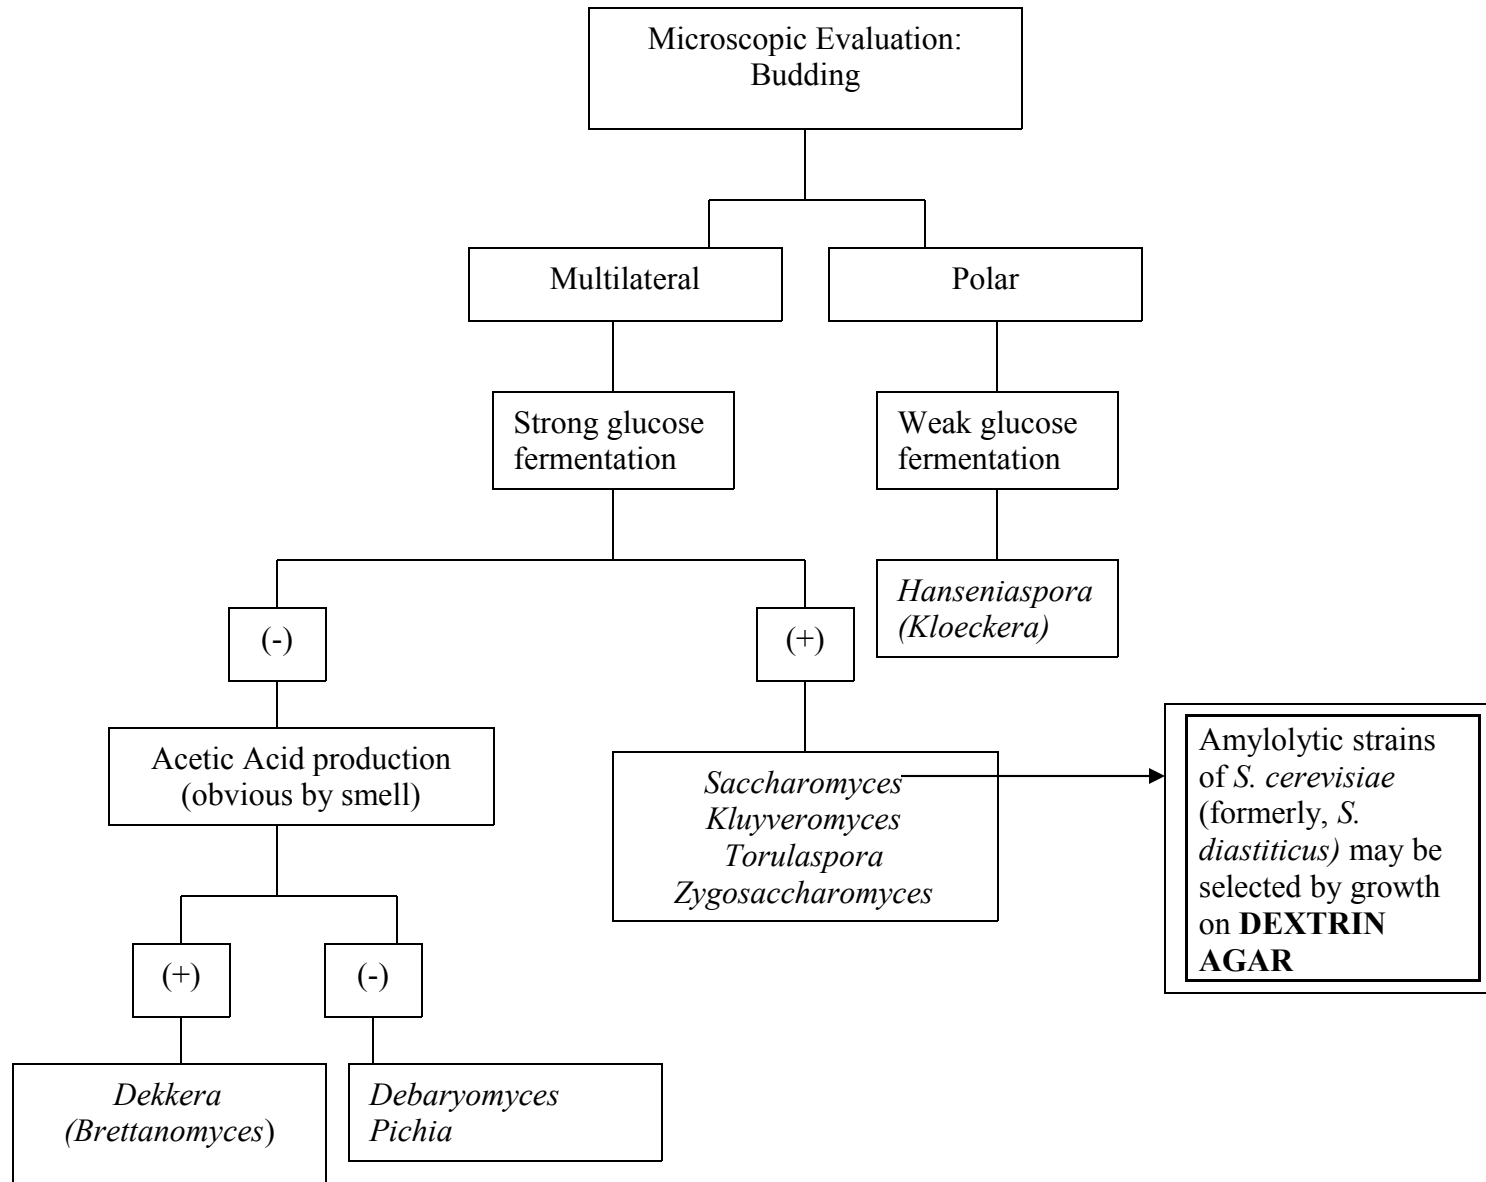 Microscopic Evaluation:
Budding
Multilateral
Polar
Strong glucose
fermentation
Weak glucose
fermentation
Hanseniaspora
(Kloeckera)
(-)
(+)
Acetic Acid production
(obvious by smell)
Saccharomyces
Kluyveromyces
Torulaspora
Zygosaccharomyces
Amylolytic strains
of S. cerevisiae
(formerly, S.
diastiticus) may be
selected by growth
on DEXTRIN
AGAR
(+)
(-)
Dekkera
(Brettanomyces)
Debaryomyces
Pichia